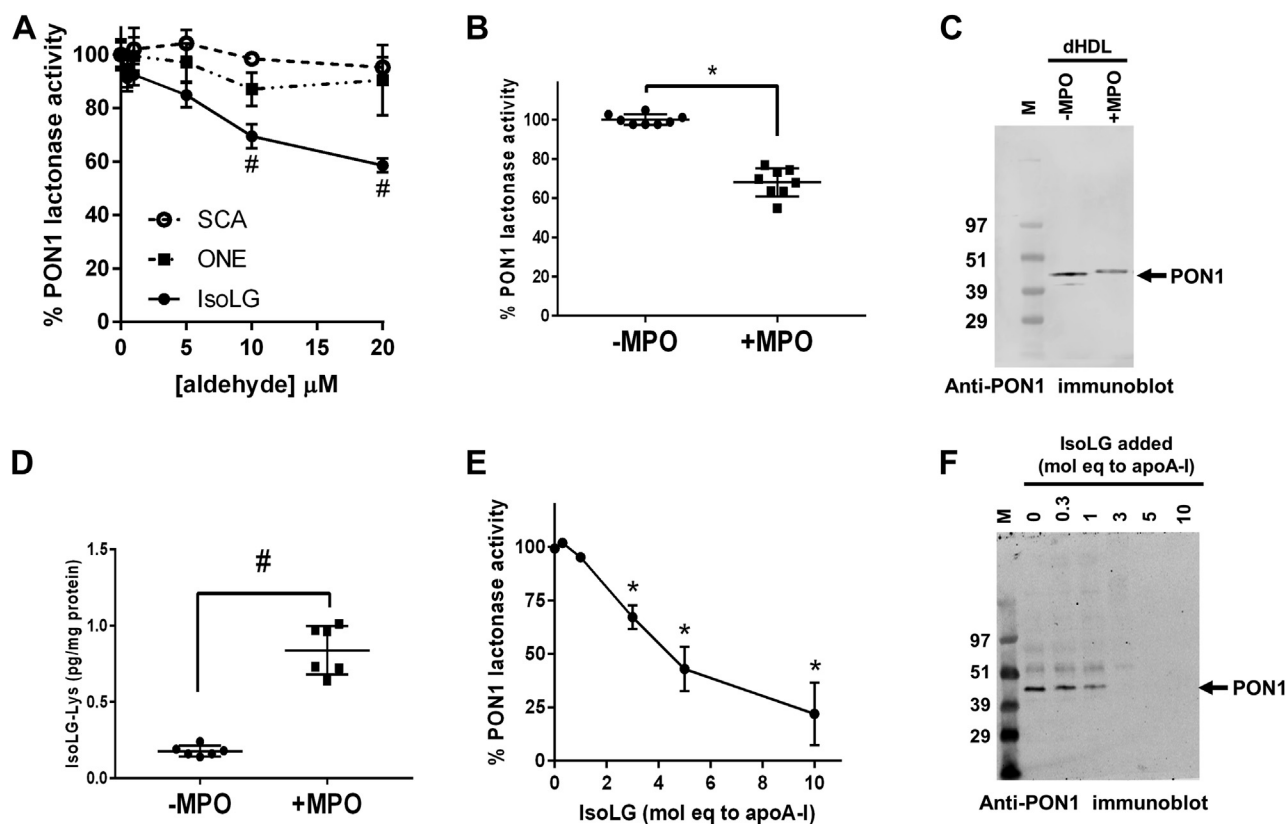 A
% PON1 lactonase activity
100
80
60
40
20
0
#
#
SCA
ONE
IsoLG
0
5
10
15
20
[aldehyde] μM
B
% PON1 lactonase activity
100
80
60
40
20
0
*
-MPO
+MPO
C
dHDL
M
-MPO
+MPO
97
51
39
29
PON1
Anti-PON1 immunoblot
D
IsoLG-Lys (pg/mg protein)
1.5
1.0
0.5
0.0
#
-MPO
+MPO
E
% PON1 lactonase activity
100
75
50
25
0
*
*
*
0
2
4
6
8
10
IsoLG (mol eq to apoA-I)
F
IsoLG added
(mol eq to apoA-I)
M
0
0.3
1
3
5
10
97
51
39
29
PON1
Anti-PON1 immunoblot